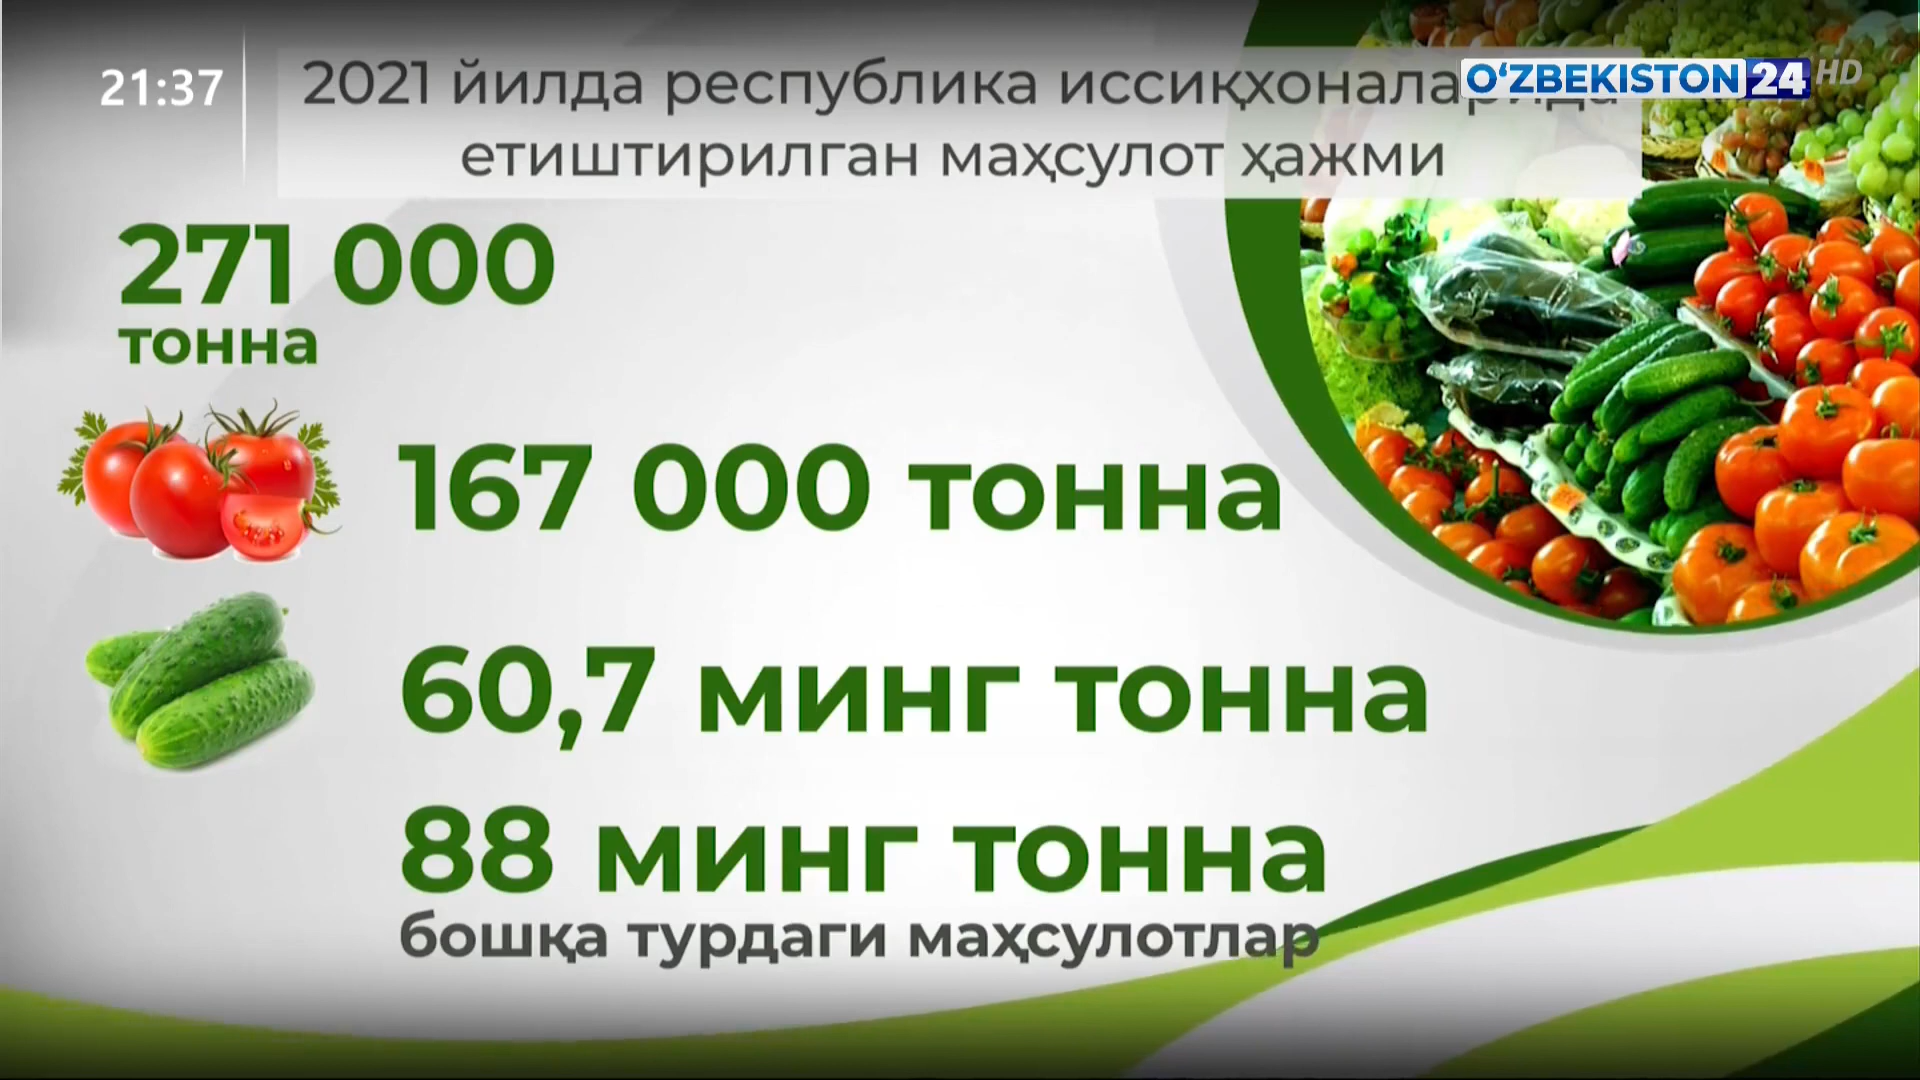 21:37
2021 йилда республика иссиқхоналарида
етиштирилган маҳсулот ҳажми
O‘ZBEKISTON 24 HD
271 000
тонна
167 000 тонна
60,7 минг тонна
88 минг тонна
бошқа турдаги маҳсулотлар